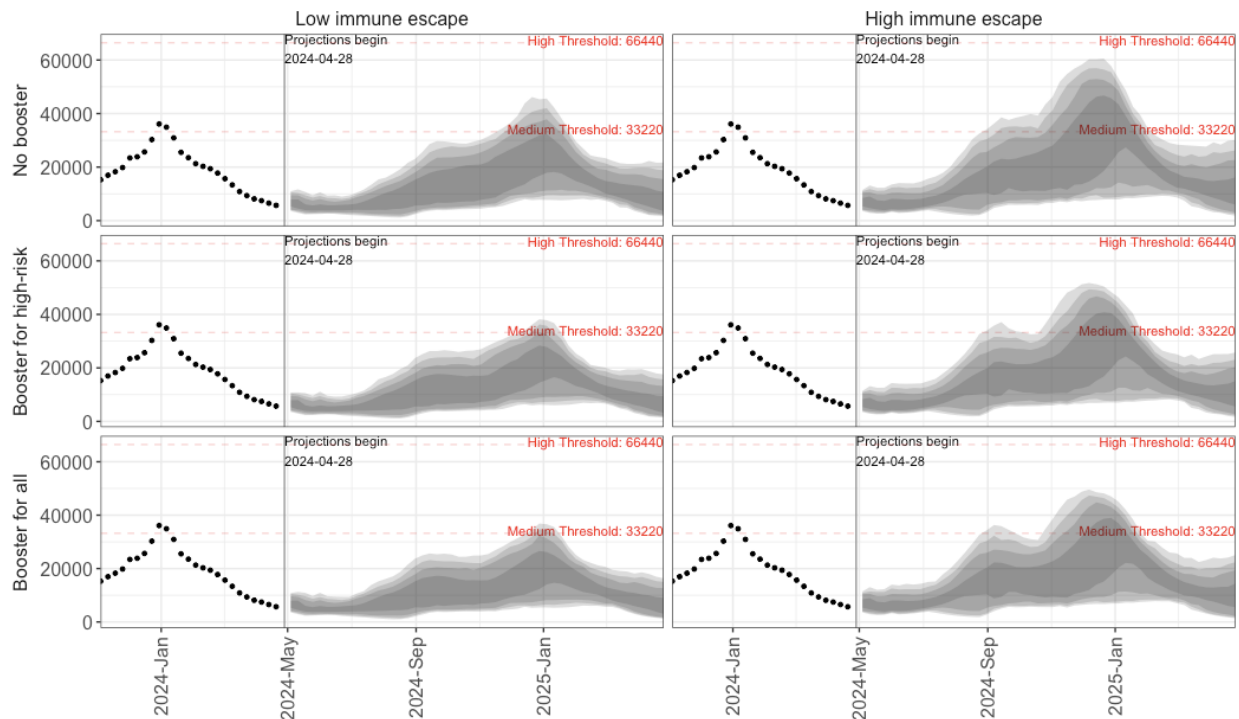 Low immune escape
High immune escape
No booster
60000
40000
20000
0
Projections begin
2024-04-28
High Threshold: 66440
Medium Threshold: 33220
Projections begin
2024-04-28
High Threshold: 66440
Medium Threshold: 33220
Booster for high-risk
60000
40000
20000
0
Projections begin
2024-04-28
High Threshold: 66440
Medium Threshold: 33220
Projections begin
2024-04-28
High Threshold: 66440
Medium Threshold: 33220
Booster for all
60000
40000
20000
0
Projections begin
2024-04-28
High Threshold: 66440
Medium Threshold: 33220
Projections begin
2024-04-28
High Threshold: 66440
Medium Threshold: 33220
2024-Jan
2024-May
2024-Sep
2025-Jan
2024-Jan
2024-May
2024-Sep
2025-Jan